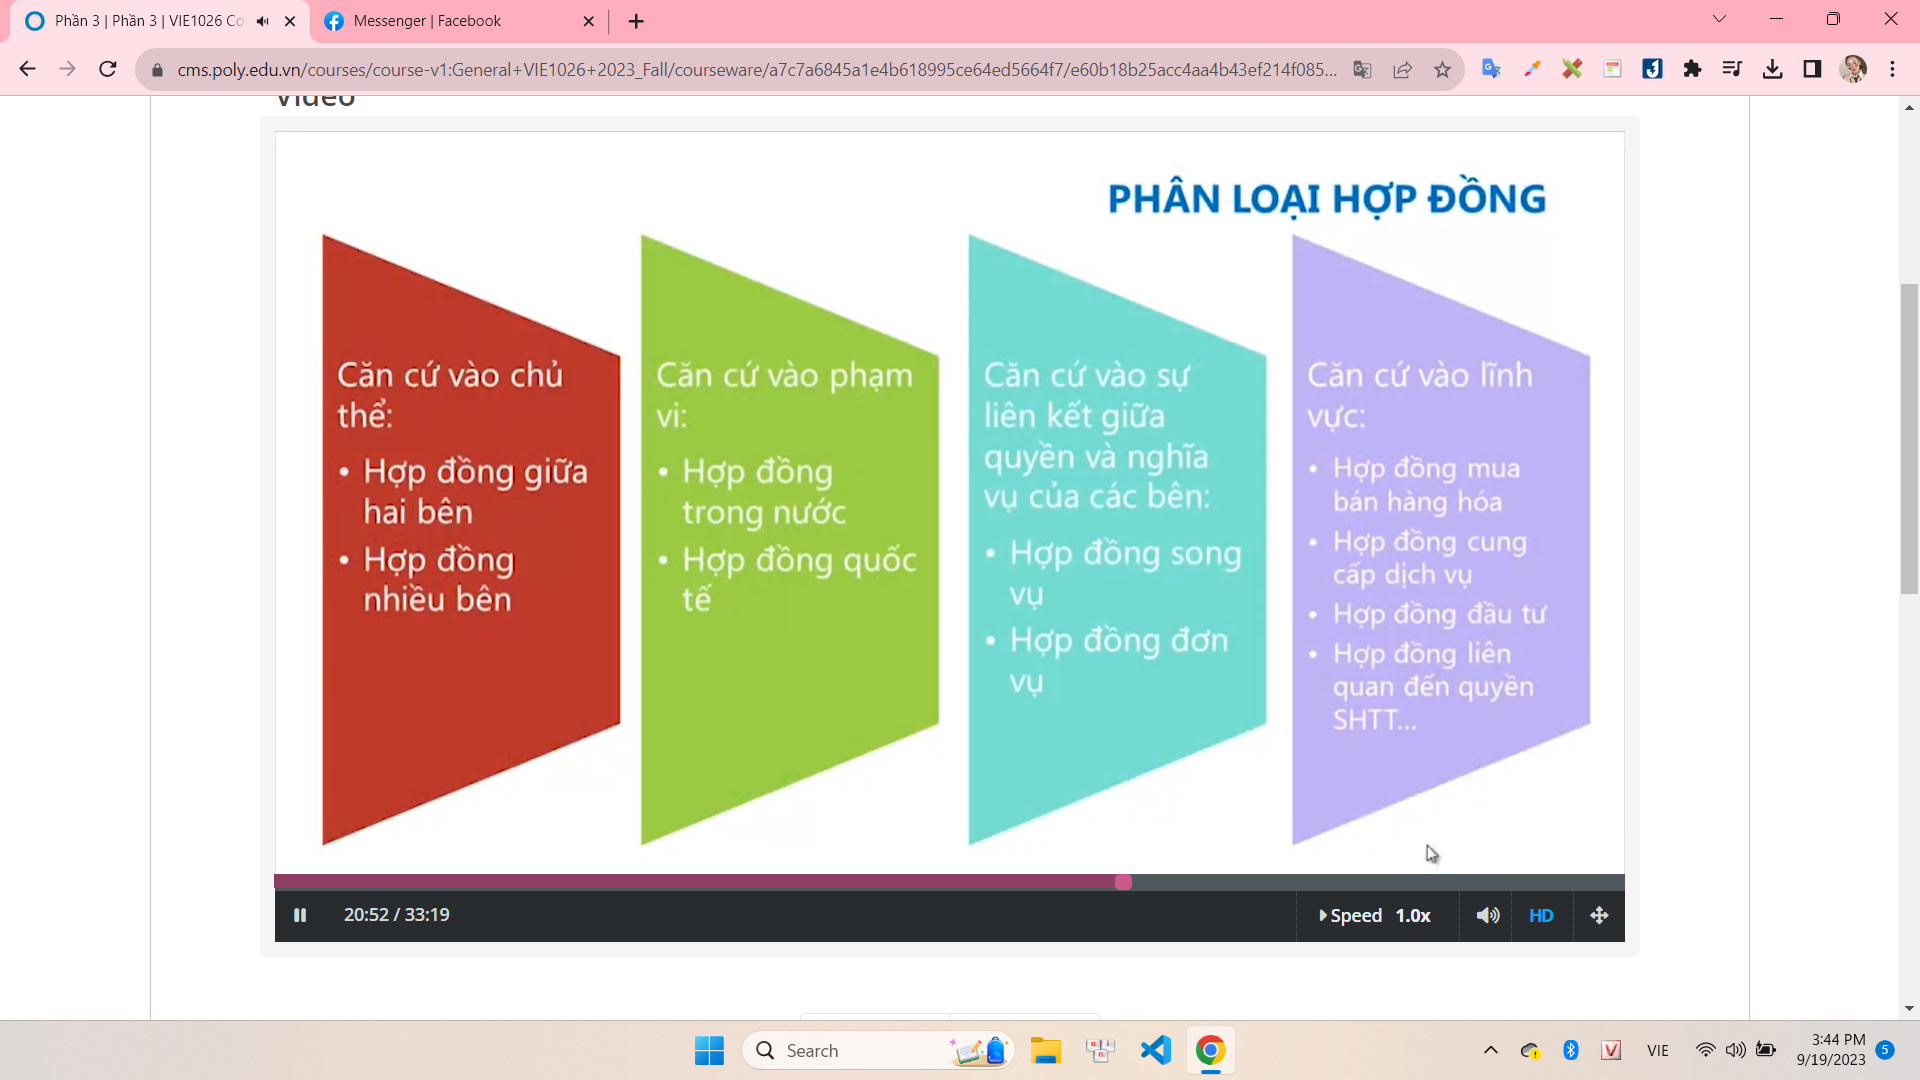 Phần 3 | Phần 3 | VIE1026 Co
Messenger | Facebook
cms.poly.edu.vn/courses/course-v1:General+VIE1026+2023_Fall/courseware/a7c7a6845a1e4b618995ce64ed5664f7/e60b18b25acc4aa4b43ef214f085...
Video
PHÂN LOẠI HỢP ĐỒNG
Căn cứ vào chủ
thể:
• Hợp đồng giữa
hai bên
• Hợp đồng
nhiều bên
Căn cứ vào phạm
vi:
• Hợp đồng
trong nước
• Hợp đồng quốc
tế
Căn cứ vào sự
liên kết giữa
quyền và nghĩa
vụ của các bên:
• Hợp đồng song
vụ
• Hợp đồng đơn
vụ
Căn cứ vào lĩnh
vực:
• Hợp đồng mua
bán hàng hóa
• Hợp đồng cung
cấp dịch vụ
• Hợp đồng đầu tư
• Hợp đồng liên
quan đến quyền
SHTT...
20:52 / 33:19
Speed 1.0x
HD
Search
VIE
3:44 PM
9/19/2023
5